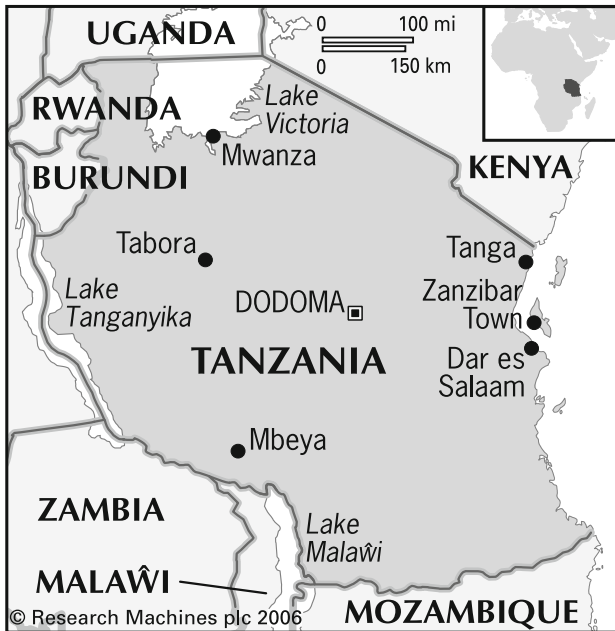 UGANDA
0 100 mi
0 150 km
RWANDA
Lake
Victoria
Mwanza
KENYA
BURUNDI
Tabora
Tanga
Lake
Tanganyika
DODOMA
Zanzibar
Town
TANZANIA
Dar es
Salaam
Mbeya
ZAMBIA
Lake
Malaŵi
MALAŴI
MOZAMBIQUE
© Research Machines plc 2006